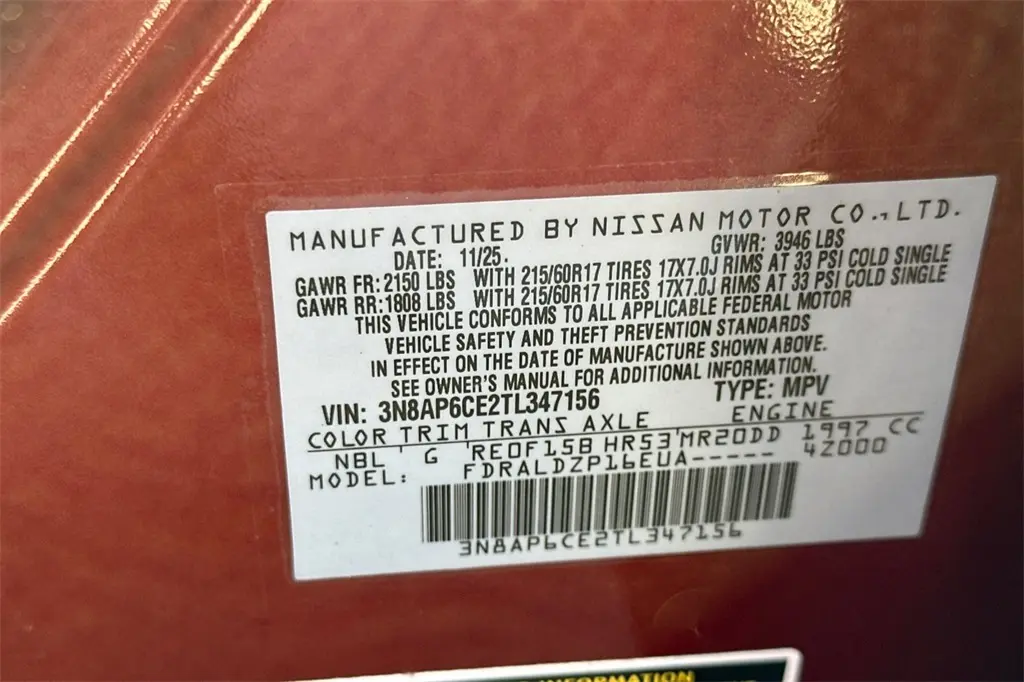 MANUFACTURED BY NISSAN MOTOR CO., LTD.
DATE: 11/25. GVWR: 3946 LBS
GAWR FR: 2150 LBS WITH 215/60R17 TIRES 17X7.0J RIMS AT 33 PSI COLD SINGLE
GAWR RR: 1808 LBS WITH 215/60R17 TIRES 17X7.0J RIMS AT 33 PSI COLD SINGLE
THIS VEHICLE CONFORMS TO ALL APPLICABLE FEDERAL MOTOR
VEHICLE SAFETY AND THEFT PREVENTION STANDARDS
IN EFFECT ON THE DATE OF MANUFACTURE SHOWN ABOVE.
SEE OWNER'S MANUAL FOR ADDITIONAL INFORMATION.
VIN: 3N8AP6CE2TL347156 TYPE: MPV
COLOR TRIM TRANS AXLE ENGINE
NBL G RE0F15B HR53 MR20DD 1997 CC
MODEL: FDRALDZP16EUA----- 4Z000
3N8AP6CE2TL347156
INFORMATION